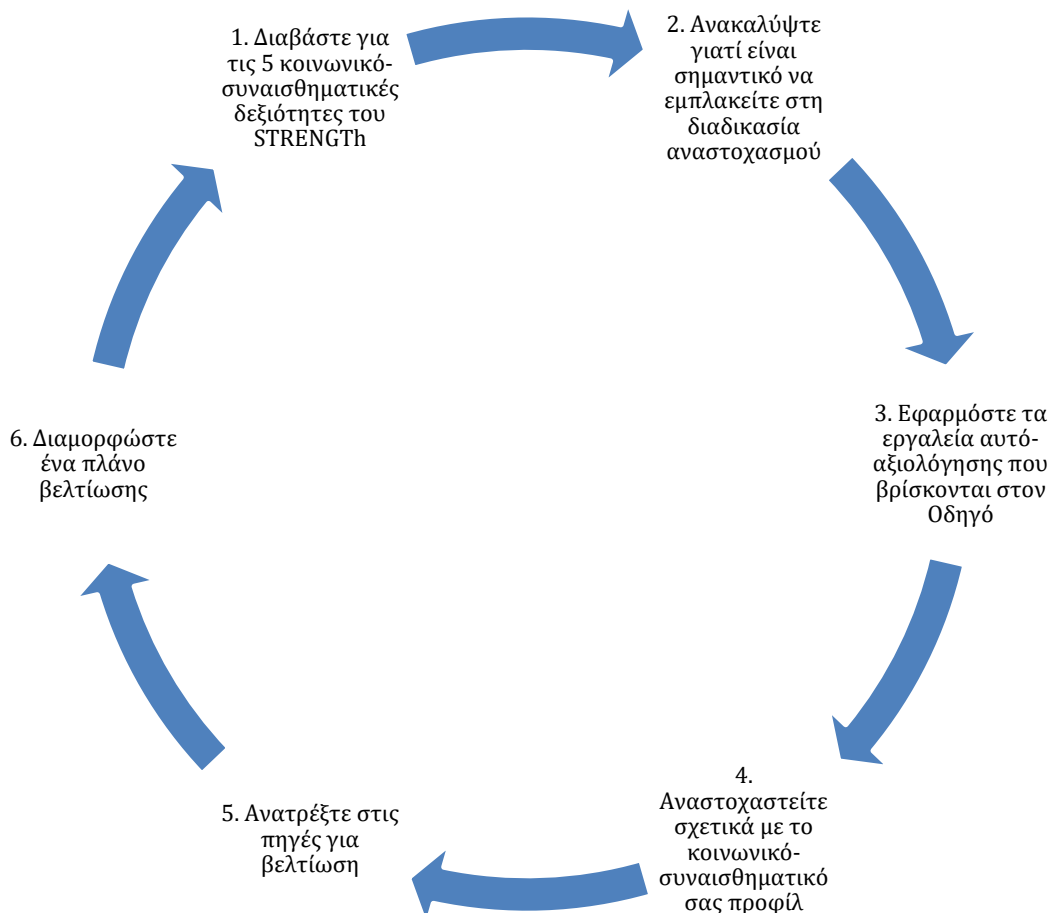 1. Διαβάστε για
τις 5 κοινωνικό-
συναισθηματικές
δεξιότητες του
STRENGTh
2. Ανακαλύψτε
γιατί είναι
σημαντικό να
εμπλακείτε στη
διαδικασία
αναστοχασμού
3. Εφαρμόστε τα
εργαλεία αυτό-
αξιολόγησης που
βρίσκονται στον
Οδηγό
4.
Αναστοχαστείτε
σχετικά με το
κοινωνικό-
συναισθηματικό
σας προφίλ
5. Ανατρέξτε στις
πηγές για
βελτίωση
6. Διαμορφώστε
ένα πλάνο
βελτίωσης